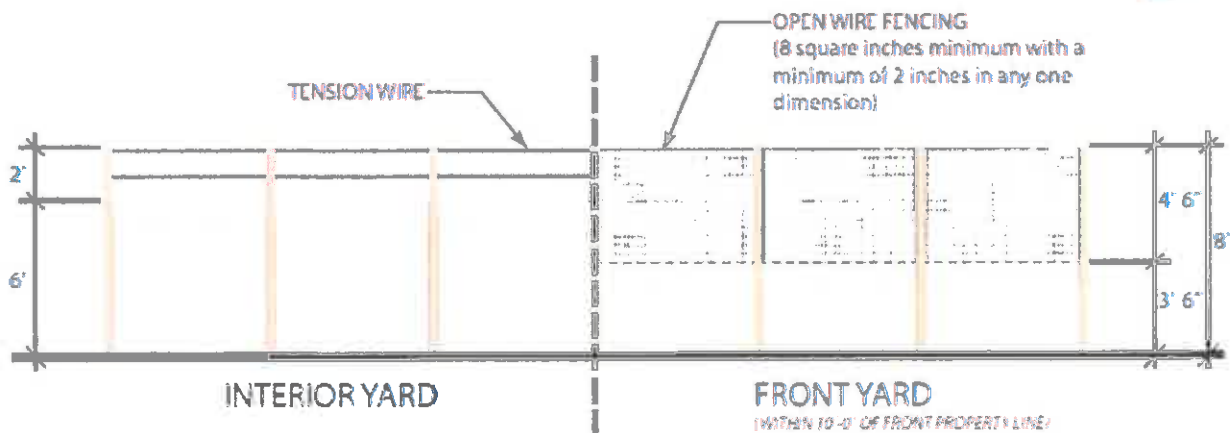 OPEN WIRE FENCING
(8 square inches minimum with a
minimum of 2 inches in any one
dimension)
TENSION WIRE
2'
6'
4' 6"
8'
3' 6"
INTERIOR YARD
FRONT YARD
(WITHIN 10'-0" OF FRONT PROPERTY LINE)